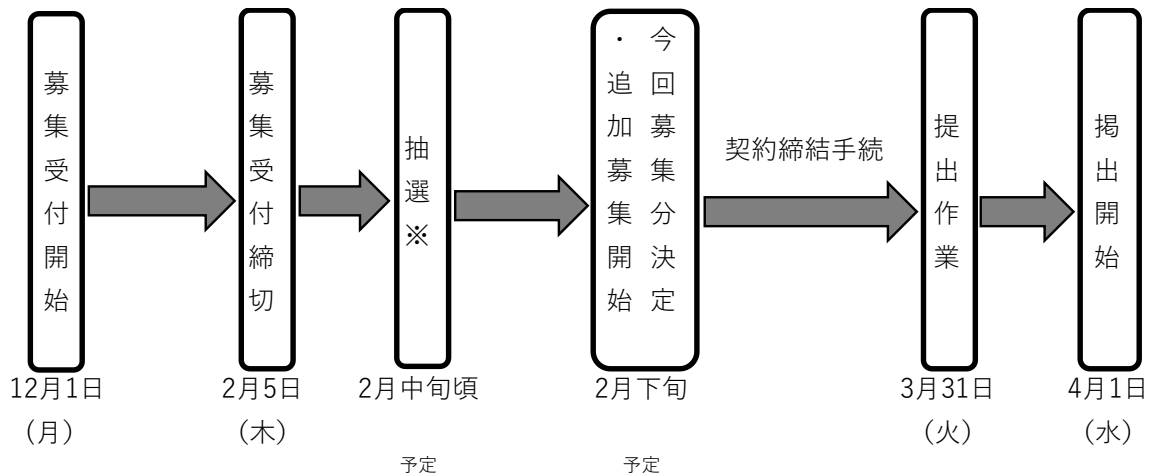 募集受付開始
募集受付締切
抽選※
今回募集分決定
・追加募集開始
契約締結手続
提出作業
掲出開始
12月1日
（月）
2月5日
（木）
2月中旬頃
予定
2月下旬
予定
3月31日
（火）
4月1日
（水）